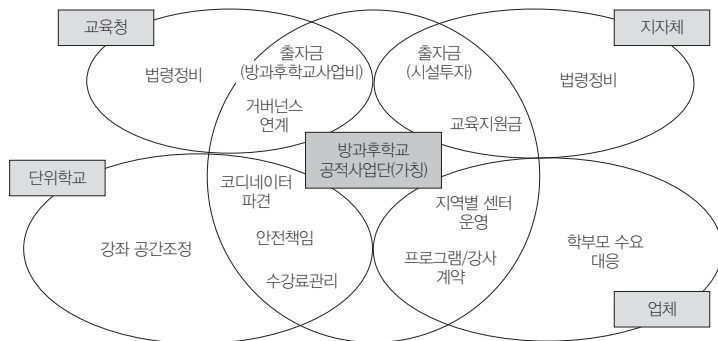 교육청
지자체
법령정비
출자금
(방과후학교사업비)
거버넌스
연계
출자금
(시설투자)
교육지원금
법령정비
방과후학교
공적사업단(가칭)
단위학교
강좌 공간조정
코디네이터
파견
안전책임
수강료관리
지역별 센터
운영
프로그램/강사
계약
학부모 수요
대응
업체